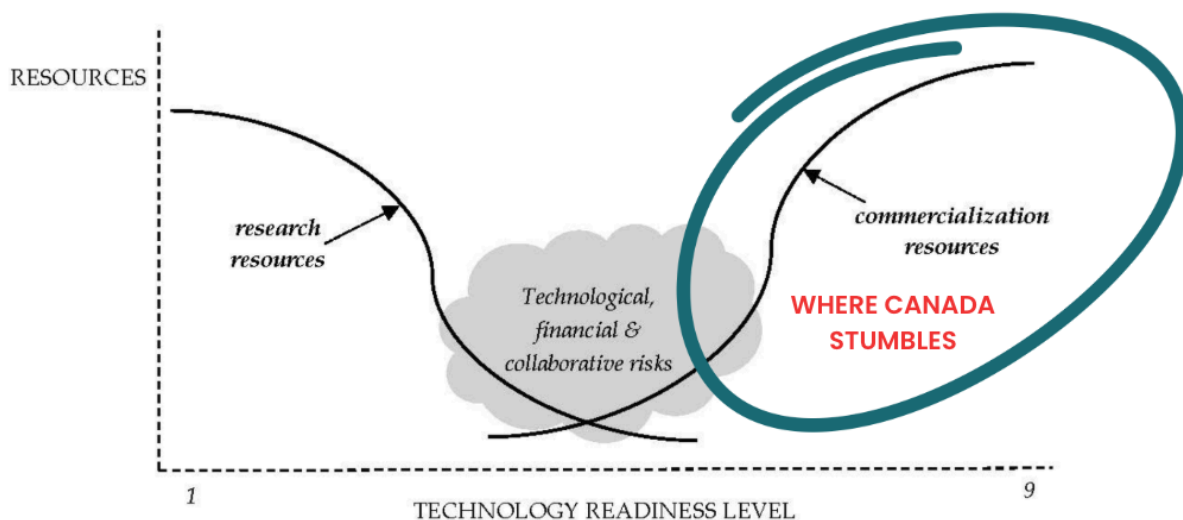 RESOURCES
research
resources
Technological,
financial &
collaborative risks
commercialization
resources
WHERE CANADA
STUMBLES
1
9
TECHNOLOGY READINESS LEVEL